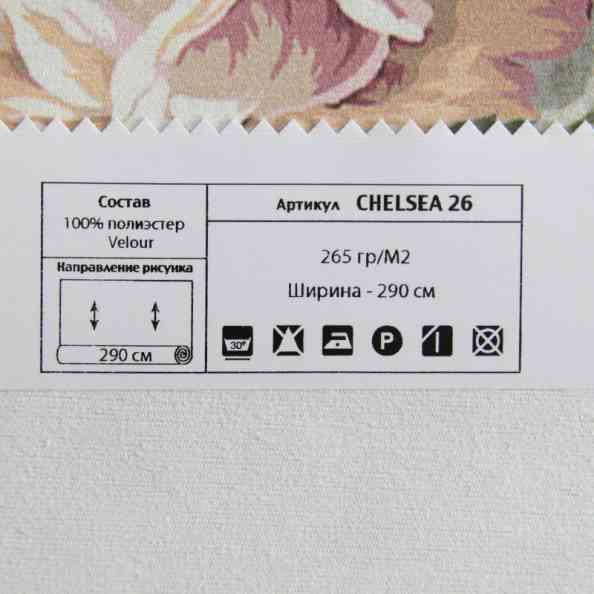 Состав
100% полиэстер
Velour
Направление рисунка
290 см
Артикул CHELSEA 26
265 гр/М2
Ширина - 290 см
30° P